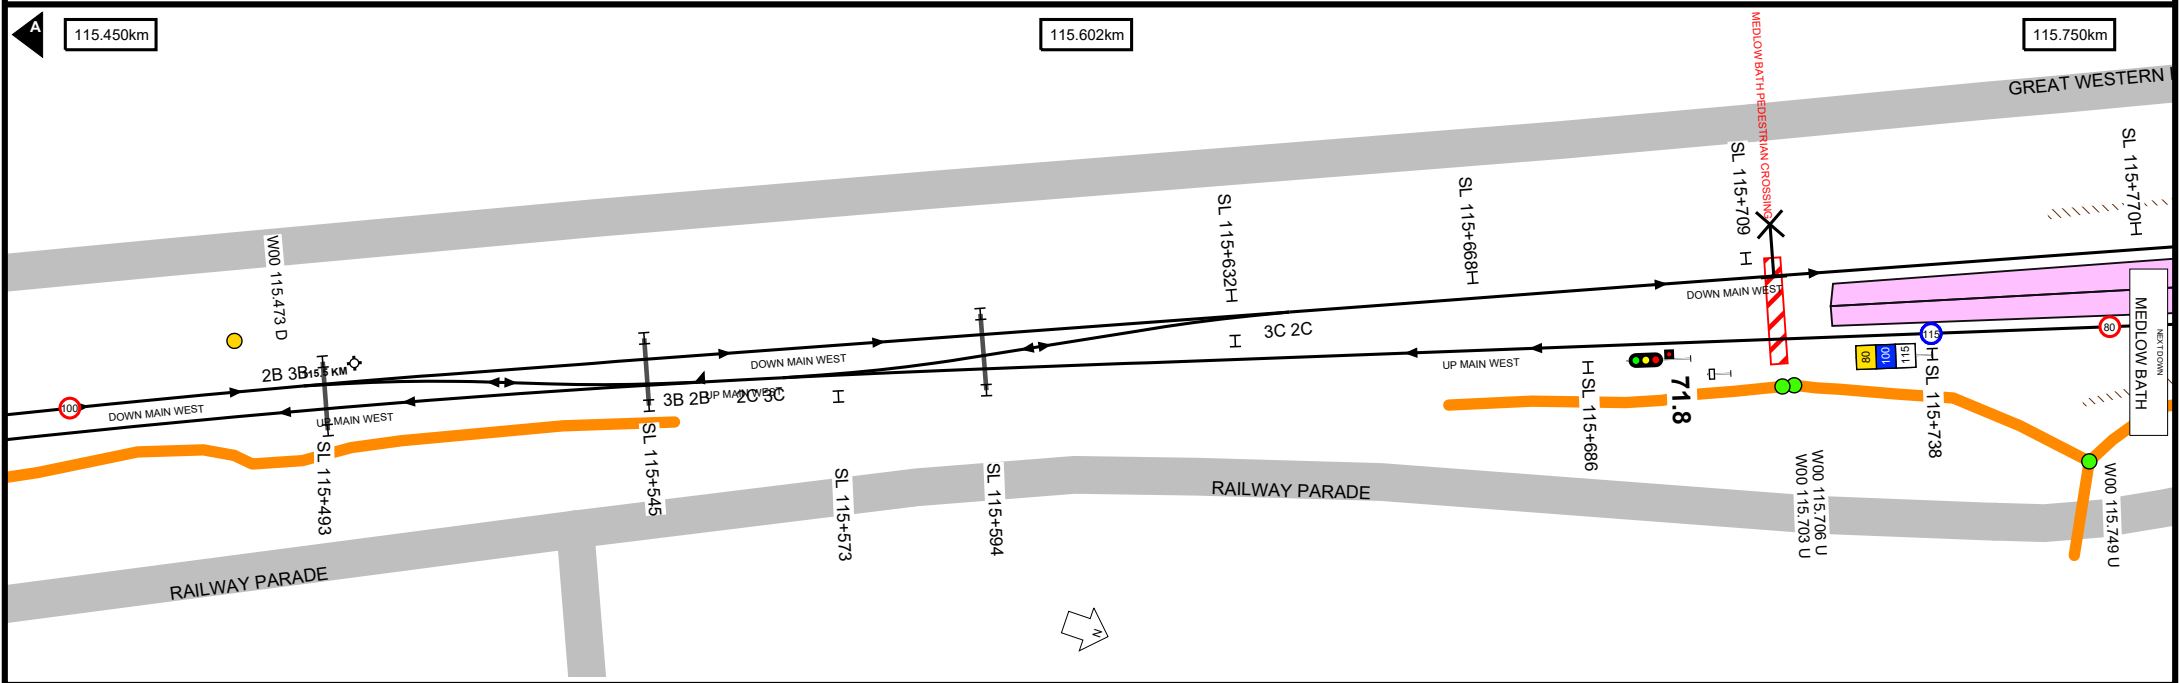 A
115.450km
115.602km
115.750km
MEDLOW BATH PEDESTRIAN CROSSING
GREAT WESTERN
SL 115+709
SL 115+770H
SL 115+668H
SL 115+632H
W00 115.473 D
2B 3B
115.5 KM
DOWN MAIN WEST
DOWN MAIN WEST
3C 2C
UP MAIN WEST
NEXT DOWN
MEDLOW BATH
115
80
80
100
115
100
DOWN MAIN WEST
UP MAIN WEST
3B 2B
UP MAIN WEST
2C 3C
71.8
SL 115+493
SL 115+545
SL 115+573
SL 115+594
SL 115+686
SL 115+738
W00 115.706 U
W00 115.703 U
W00 115.749 U
RAILWAY PARADE
RAILWAY PARADE
N